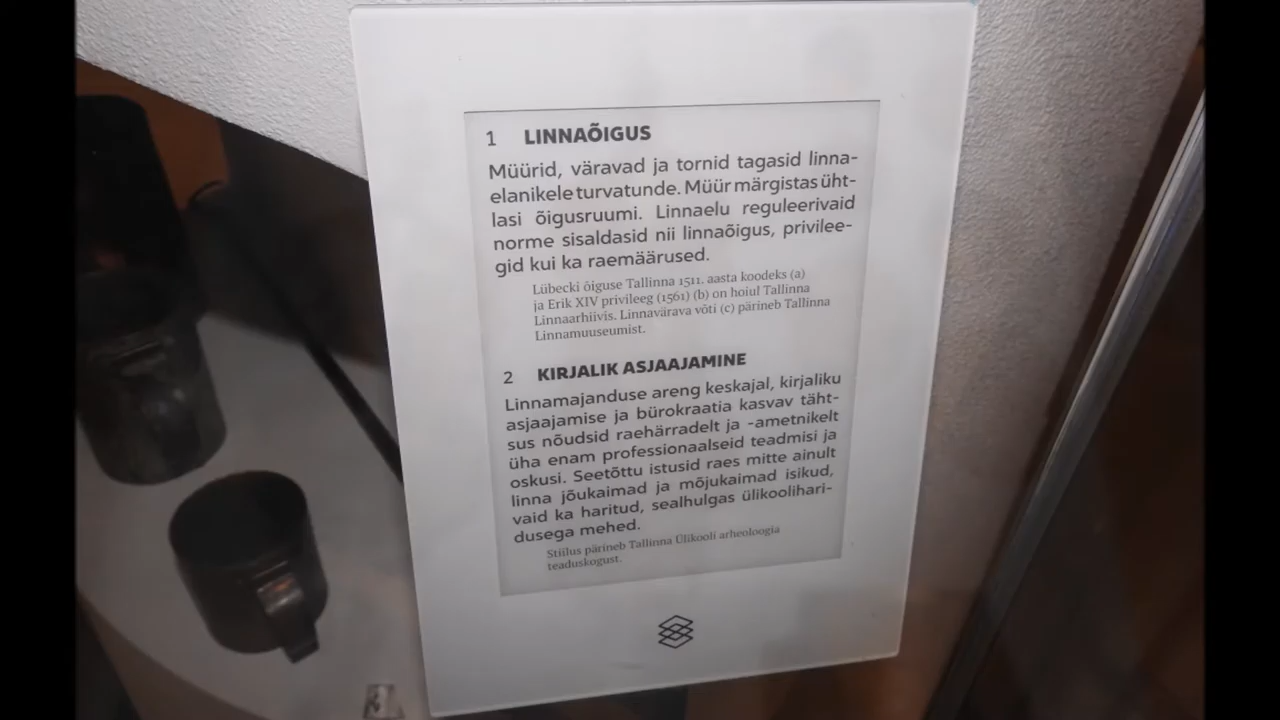 1 LINNAÕIGUS
Müürid, väravad ja tornid tagasid linna-
elanikele turvatunde. Müür märgistas üht-
lasi õigusruumi. Linnaelu reguleerivaid
norme sisaldasid nii linnaõigus, privilee-
gid kui ka raemäärused.
Lübecki õiguse Tallinna 1511. aasta koodeks (a)
ja Erik XIV privileeg (1561) (b) on hoiul Tallinna
Linnaarhiivis. Linnavärava võti (c) pärineb Tallinna
Linnamuuseumist.
2 KIRJALIK ASJAAJAMINE
Linnamajanduse areng keskajal, kirjaliku
asjaajamise ja bürokraatia kasvav täht-
sus nõudsid raehärradelt ja -ametnikelt
üha enam professionaalseid teadmisi ja
oskusi. Seetõttu istusid raes mitte ainult
linna jõukaimad ja mõjukaimad isikud,
vaid ka haritud, sealhulgas ülikoolihari-
dusega mehed.
Stiilus pärineb Tallinna Ülikooli arheoloogia
teaduskogust.